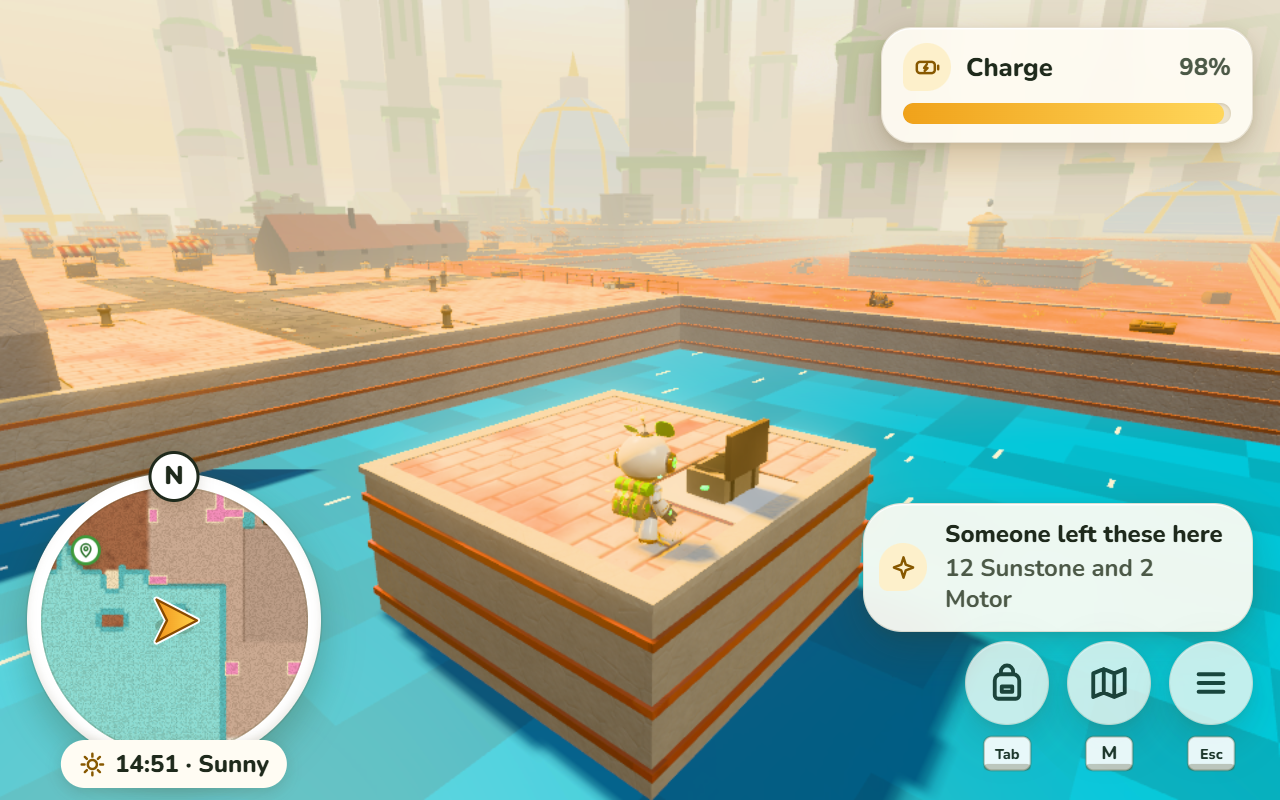 Charge 98%
N
Someone left these here
12 Sunstone and 2
Motor
14:51 · Sunny
Tab
M
Esc